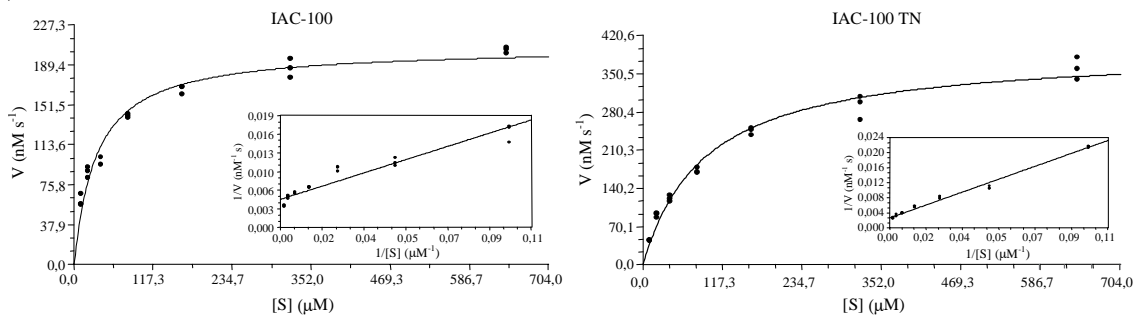 IAC-100
227,3
189,4
151,5
113,6
75,8
37,9
0,0
V (nM s⁻¹)
0,0 117,3 234,7 352,0 469,3 586,7 704,0
[S] (µM)
0,019
0,016
0,013
0,010
0,006
0,003
0,000
1/V (nM⁻¹ s)
0,00 0,02 0,04 0,05 0,07 0,09 0,11
1/[S] (µM⁻¹)
IAC-100 TN
420,6
350,5
280,4
210,3
140,2
70,1
0,0
V (nM s⁻¹)
0,0 117,3 234,7 352,0 469,3 586,7 704,0
[S] (µM)
0,024
0,020
0,016
0,012
0,008
0,004
0,000
1/V (nM⁻¹ s)
0,00 0,02 0,04 0,05 0,07 0,09 0,11
1/[S] (µM⁻¹)